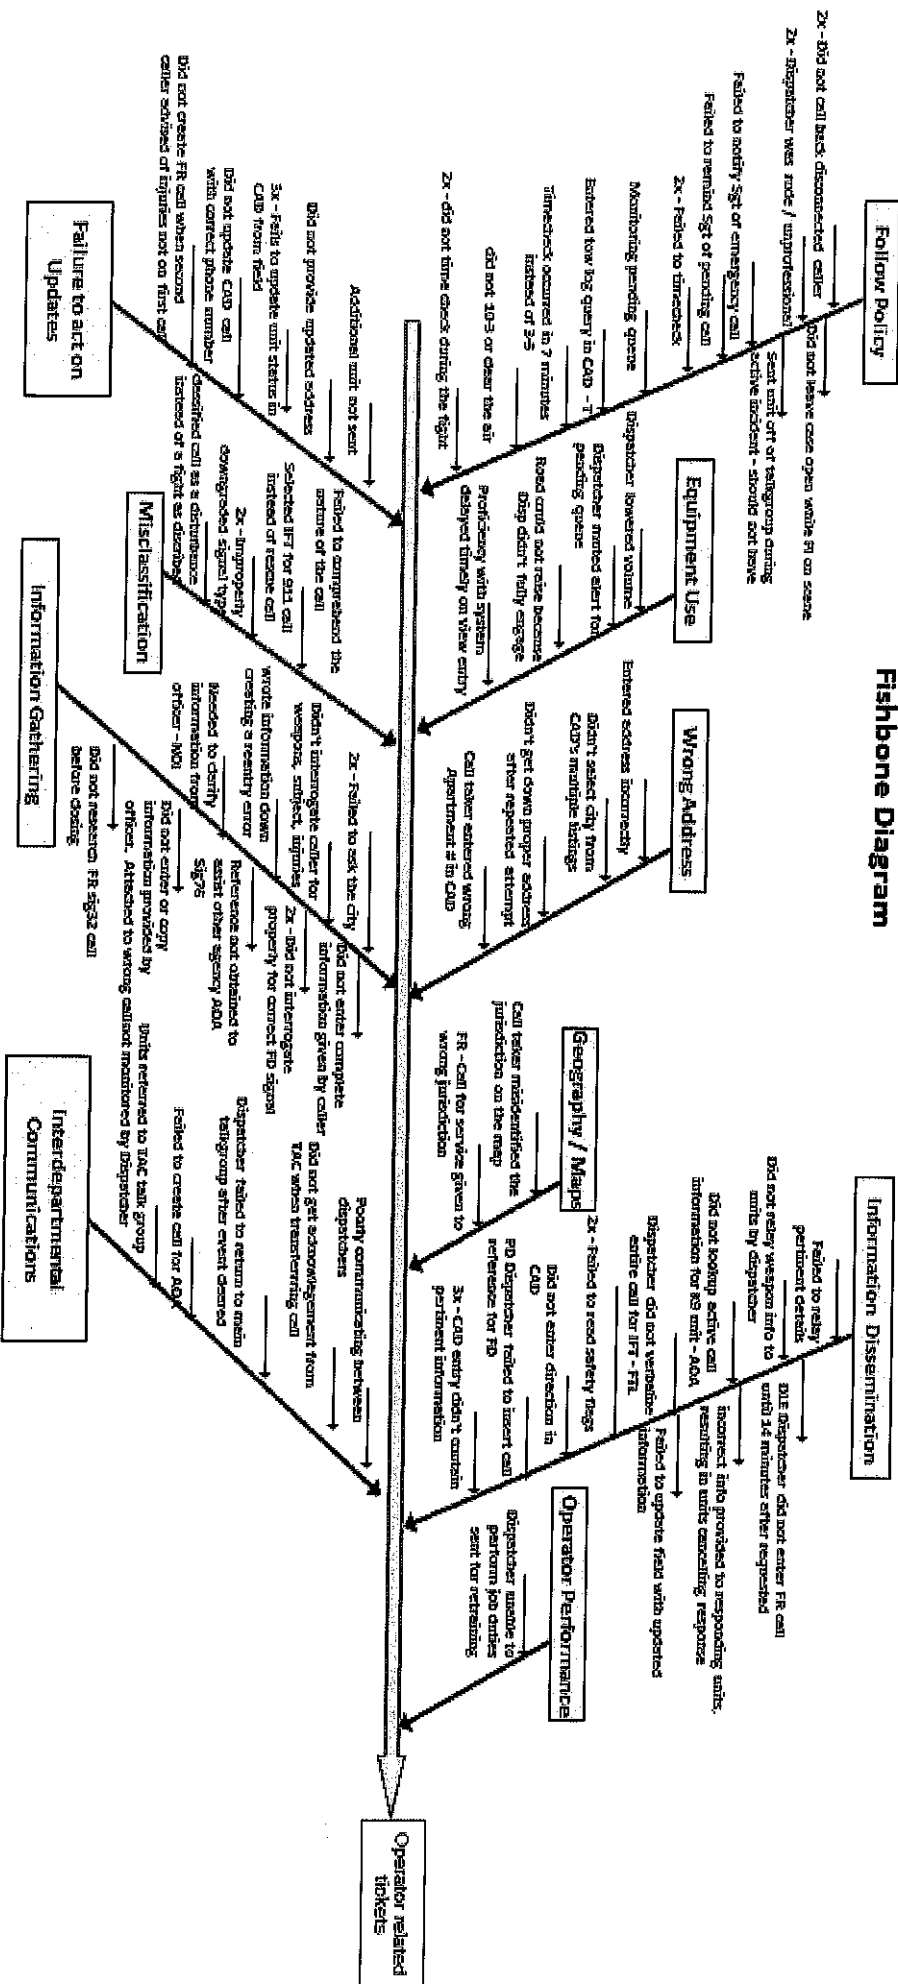 Fishbone Diagram
Follow Policy
2x - Did not call back disconnected caller
2x - Dispatcher was rude / unprofessional
Failed to notify Sgt of emergency call
Failed to remind Sgt of pending call
2x - Failed to timecheck
Monitoring pending queue
Entered tow log query in CAD - T
Timecheck occurred in 7 minutes
instead of 3-5
did not 10-3 or clear the air
2x - did not time check during the fight
Did not leave case open while FI on scene
Sent unit off of talkgroup during
active incident - should not leave
Equipment Use
Dispatcher lowered volume
Dispatcher muted alert for
pending queue
Road could not raise because
Disp didn't fully engage
Proficiency with system
delayed timely on view entry
Wrong Address
Entered address incorrectly
Didn't select city from
CAD's multiple listings
Didn't get down proper address
after repeated attempt
Call taker entered wrong
Apartment # in CAD
Geography / Maps
Call taker misidentified the
jurisdiction on the map
FR - Call for service given to
wrong jurisdiction
Information Dissemination
Failed to relay
pertinent details
Did not relay weapon info to
units by dispatcher
Did not lookup active call
information for K9 unit - AOA
Dispatcher did not verbalize
entire call for IFT - FTR
2x - Failed to read safety flags
Did not enter direction in
CAD
PD Dispatcher failed to insert call
reference for FD
3x - CAD entry didn't contain
pertinent information
DLE Dispatcher did not enter FR call
until 14 minutes after requested
incorrect info provided to responding units,
resulting in units cancelling response
Failed to update field with updated
information
Operator Performance
Dispatcher unable to
perform job duties
sent for retraining
Operator related
tickets
Failure to act on
Updates
Additional unit not sent
Did not provide updated address
3x - Fails to update unit status in
CAD from field
Did not update CAD call
with correct phone number
Did not create FR call when second
caller advised of injuries not on first call
Misclassification
Failed to comprehend the
nature of the call
Selected IFT for 911 call
instead of rescue call
2x - Improperly
downgraded signal type
classified call as a disturbance
instead of a fight as described
Information Gathering
2x - Failed to ask the city
Didn't interrogate caller for
weapons, subject, injuries
wrote information down
creating a reentry error
Needed to clarify
information from
officer - NOI
Did not enter complete
information given by caller
2x - Did not interrogate
properly for correct FD signal
Reference not obtained to
assist other agency AOA
Sig76
Did not enter or copy
information provided by
officer. Attached to wrong call
Did not research FR sig32 call
before closing
Interdepartmental
Communications
Poorly communicating between
dispatchers
Did not get acknowlegement from
TAC when transferring call
Dispatcher failed to return to main
talkgroup after event cleared
Failed to create call for AOA
Units referred to TAC talk group
not monitored by Dispatcher